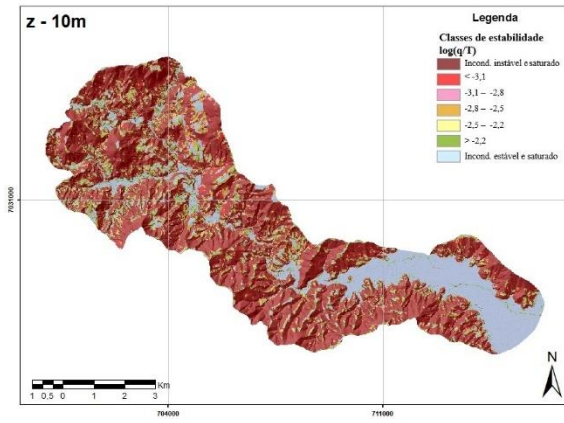 z - 10m
Legenda
Classes de estabilidade
log(q/T)
Incond. instável e saturado
< -3,1
-3,1 – -2,8
-2,8 – -2,5
-2,5 – -2,2
> -2,2
Incond. estável e saturado
7031000
N
Km
1 0,5 0 1 2 3
704000 711000